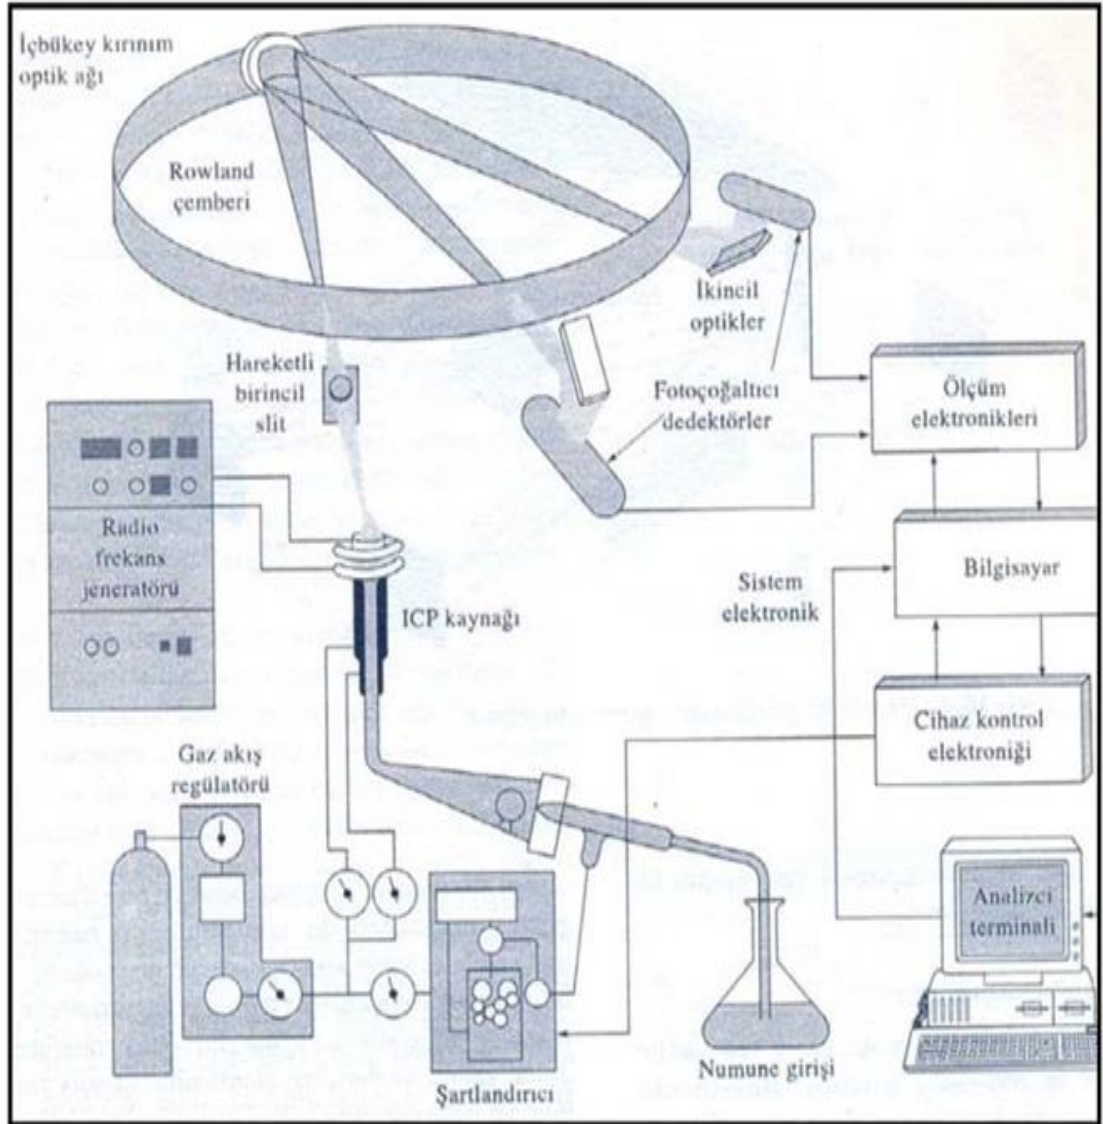 İçbükey kırınım
optik ağı
Rowland
çemberi
İkincil
optikler
Hareketli
birincil
slit
Fotoçoğaltıcı
dedektörler
Ölçüm
elektronikleri
Radio
frekans
jeneratörü
ICP kaynağı
Sistem
elektronik
Bilgisayar
Cihaz kontrol
elektroniği
Gaz akış
regülatörü
Analizci
terminali
Numune girişi
Şartlandırıcı